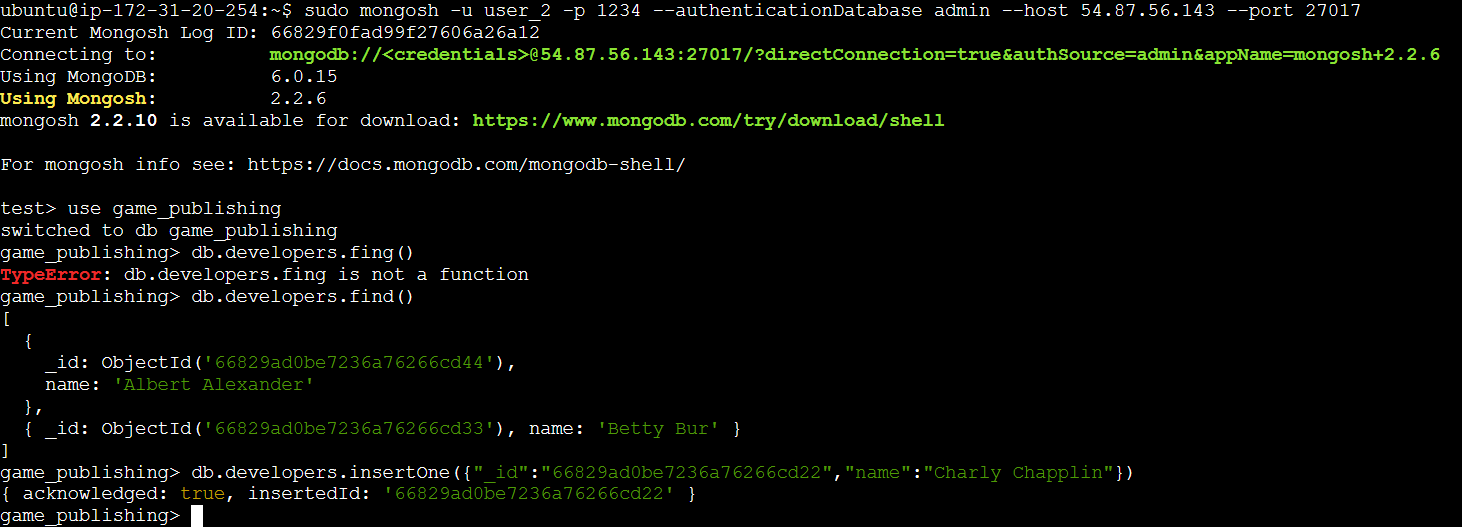 ubuntu@ip-172-31-20-254:~$ sudo mongosh -u user_2 -p 1234 --authenticationDatabase admin --host 54.87.56.143 --port 27017
Current Mongosh Log ID: 66829f0fad99f27606a26a12
Connecting to:          mongodb://<credentials>@54.87.56.143:27017/?directConnection=true&authSource=admin&appName=mongosh+2.2.6
Using MongoDB:          6.0.15
Using Mongosh:          2.2.6
mongosh 2.2.10 is available for download: https://www.mongodb.com/try/download/shell
For mongosh info see: https://docs.mongodb.com/mongodb-shell/
test> use game_publishing
switched to db game_publishing
game_publishing> db.developers.fing()
TypeError: db.developers.fing is not a function
game_publishing> db.developers.find()
[
  {
    _id: ObjectId('66829ad0be7236a76266cd44'),
    name: 'Albert Alexander'
  },
  { _id: ObjectId('66829ad0be7236a76266cd33'), name: 'Betty Bur' }
]
game_publishing> db.developers.insertOne({"_id":"66829ad0be7236a76266cd22","name":"Charly Chapplin"})
{ acknowledged: true, insertedId: '66829ad0be7236a76266cd22' }
game_publishing>